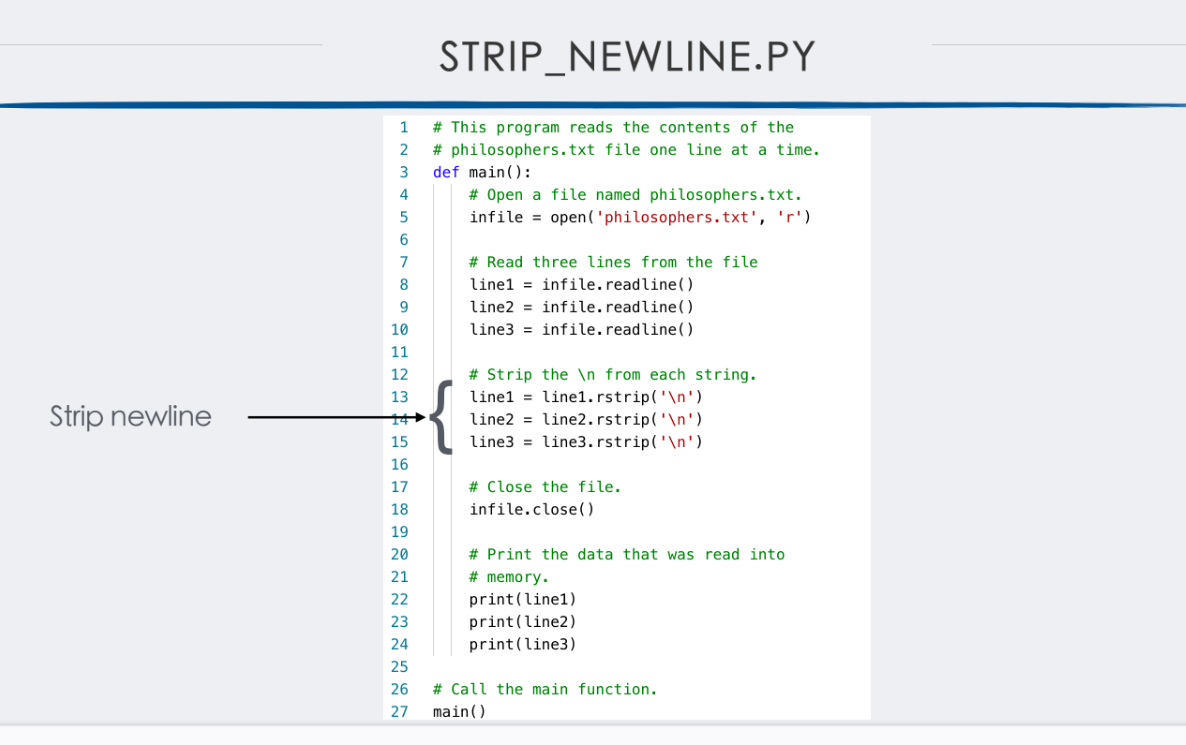 STRIP_NEWLINE.PY
1 # This program reads the contents of the
2 # philosophers.txt file one line at a time.
3 def main():
4     # Open a file named philosophers.txt.
5     infile = open('philosophers.txt', 'r')
6
7     # Read three lines from the file
8     line1 = infile.readline()
9     line2 = infile.readline()
10     line3 = infile.readline()
11
12     # Strip the \n from each string.
13     line1 = line1.rstrip('\n')
Strip newline
14     line2 = line2.rstrip('\n')
15     line3 = line3.rstrip('\n')
16
17     # Close the file.
18     infile.close()
19
20     # Print the data that was read into
21     # memory.
22     print(line1)
23     print(line2)
24     print(line3)
25
26 # Call the main function.
27 main()